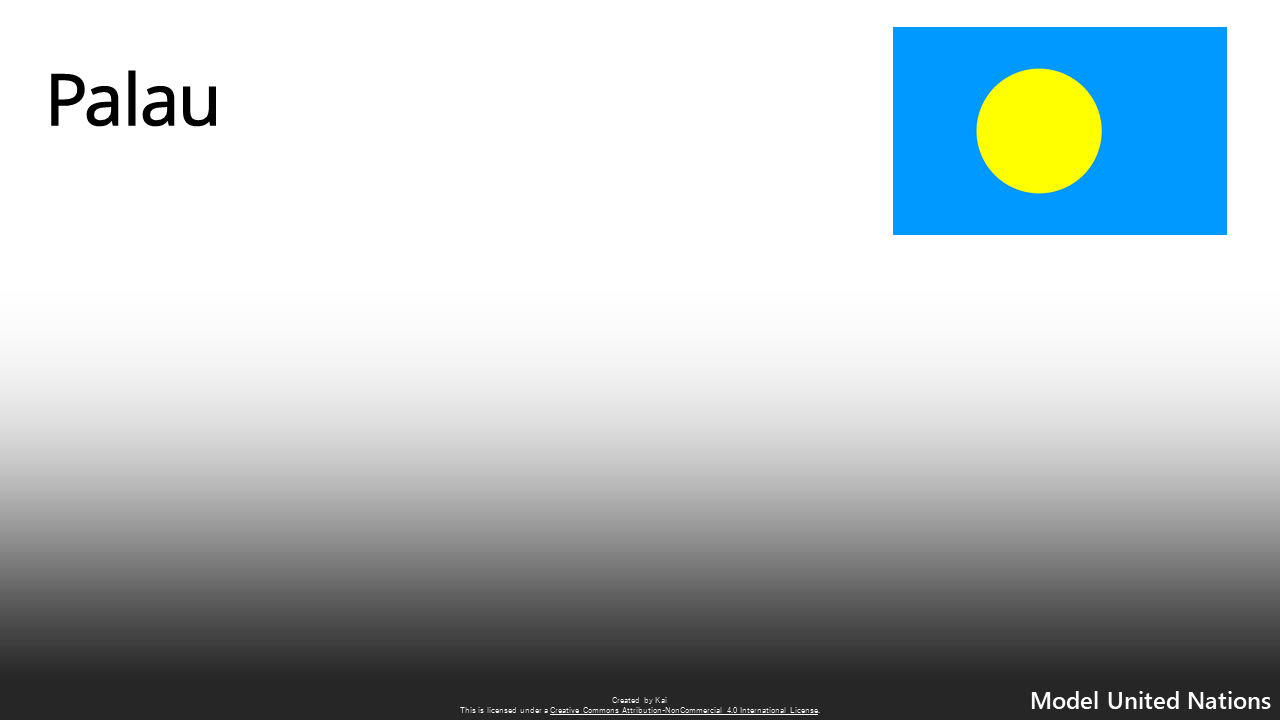 Palau
Created by Kai
This is licensed under a Creative Commons Attribution-NonCommercial 4.0 International License.
Model United Nations